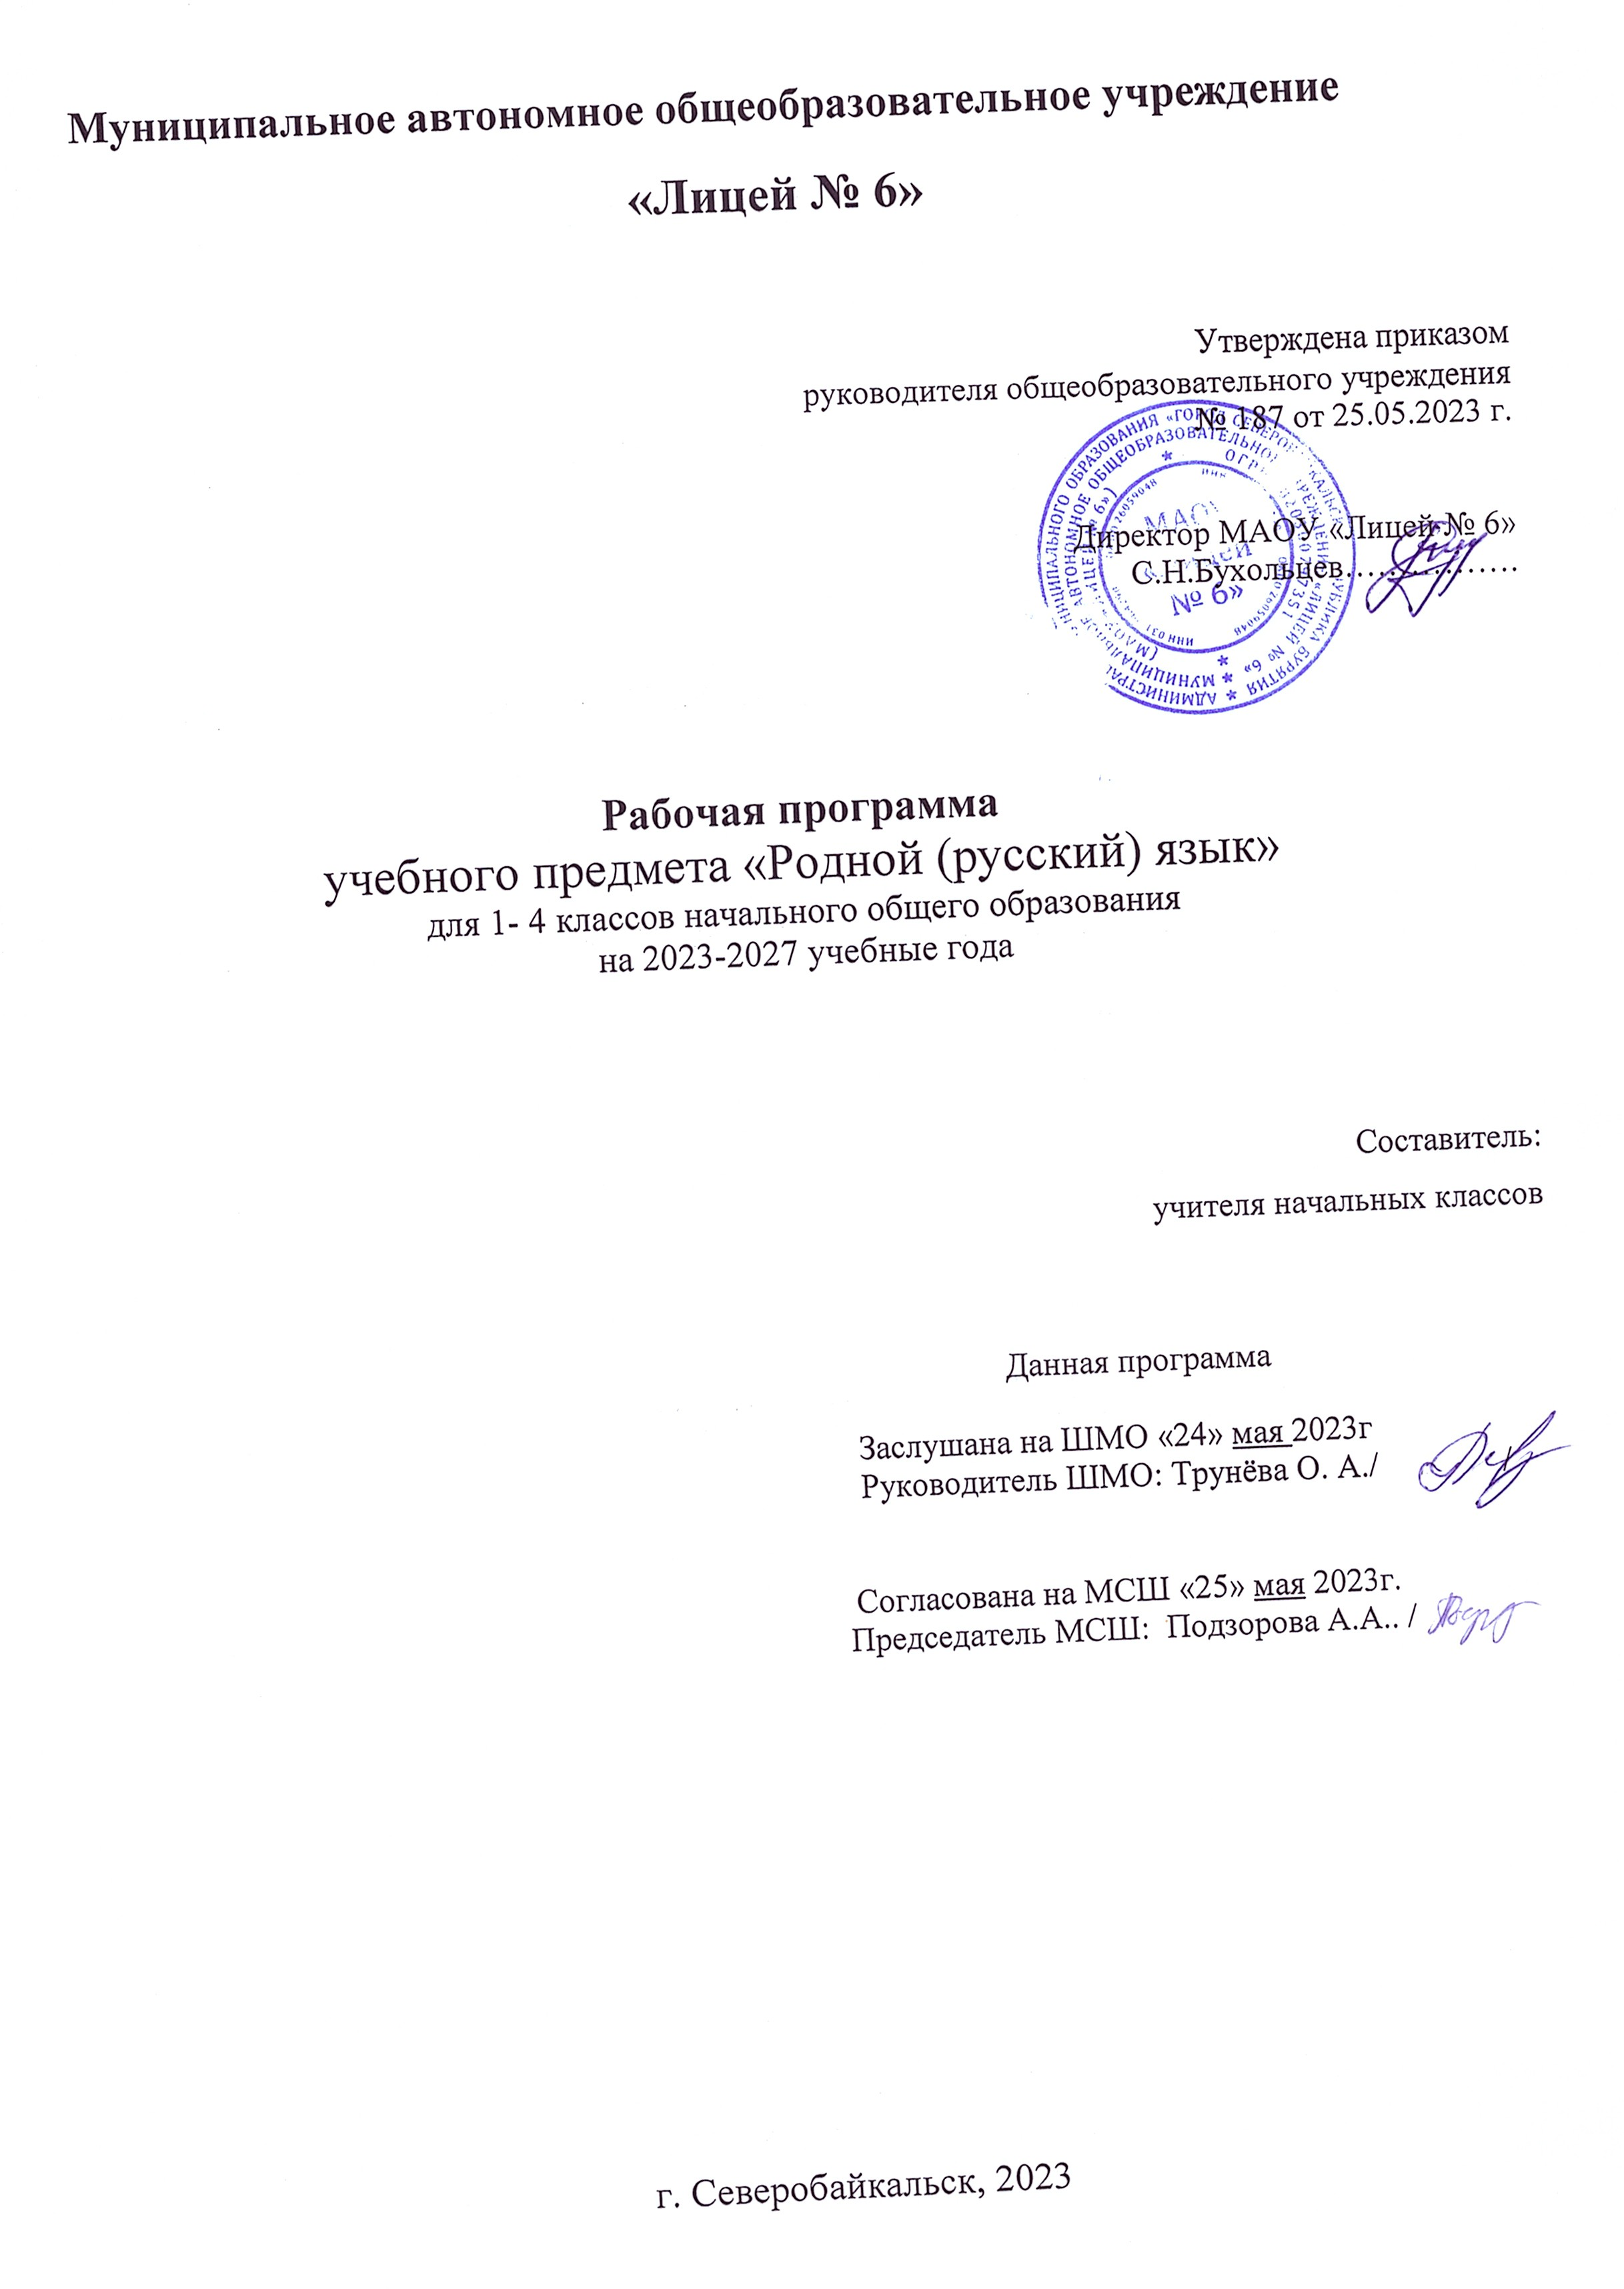 Муниципальное автономное общеобразовательное учреждение
«Лицей № 6»
Утверждена приказом
руководителя общеобразовательного учреждения
№ 187 от 25.05.2023 г.
Директор МАОУ «Лицей № 6»
С.Н.Бухольцев................
МАОУ
№ 6»
Рабочая программа
учебного предмета «Родной (русский) язык»
для 1- 4 классов начального общего образования
на 2023-2027 учебные года
Составитель:
учителя начальных классов
Данная программа
Заслушана на ШМО «24» мая 2023г
Руководитель ШМО: Трунёва О. А./
Согласована на МСШ «25» мая 2023г.
Председатель МСШ:  Подзорова А.А.. /
г. Северобайкальск, 2023